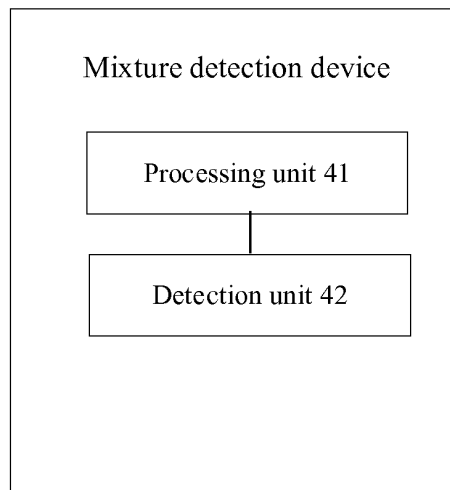 Mixture detection device
Processing unit 41
Detection unit 42